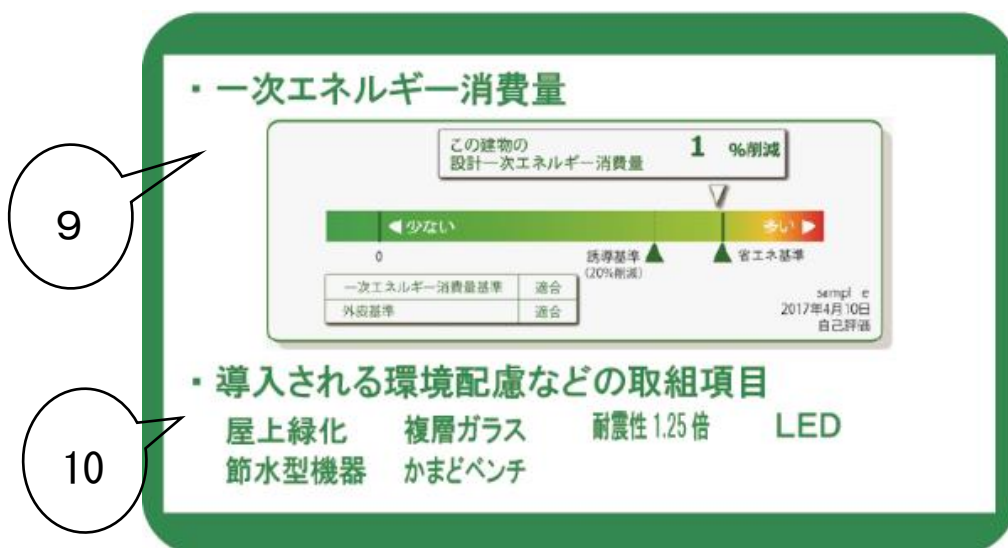 ・一次エネルギー消費量
この建物の
設計一次エネルギー消費量 1 %削減
9
◀少ない 多い▶
0 誘導基準 省エネ基準
(20%削減)
一次エネルギー消費量基準 適合
外皮基準 適合
sampl e
2017年4月10日
自己評価
・導入される環境配慮などの取組項目
屋上緑化 複層ガラス 耐震性1.25倍 LED
10
節水型機器 かまどベンチ